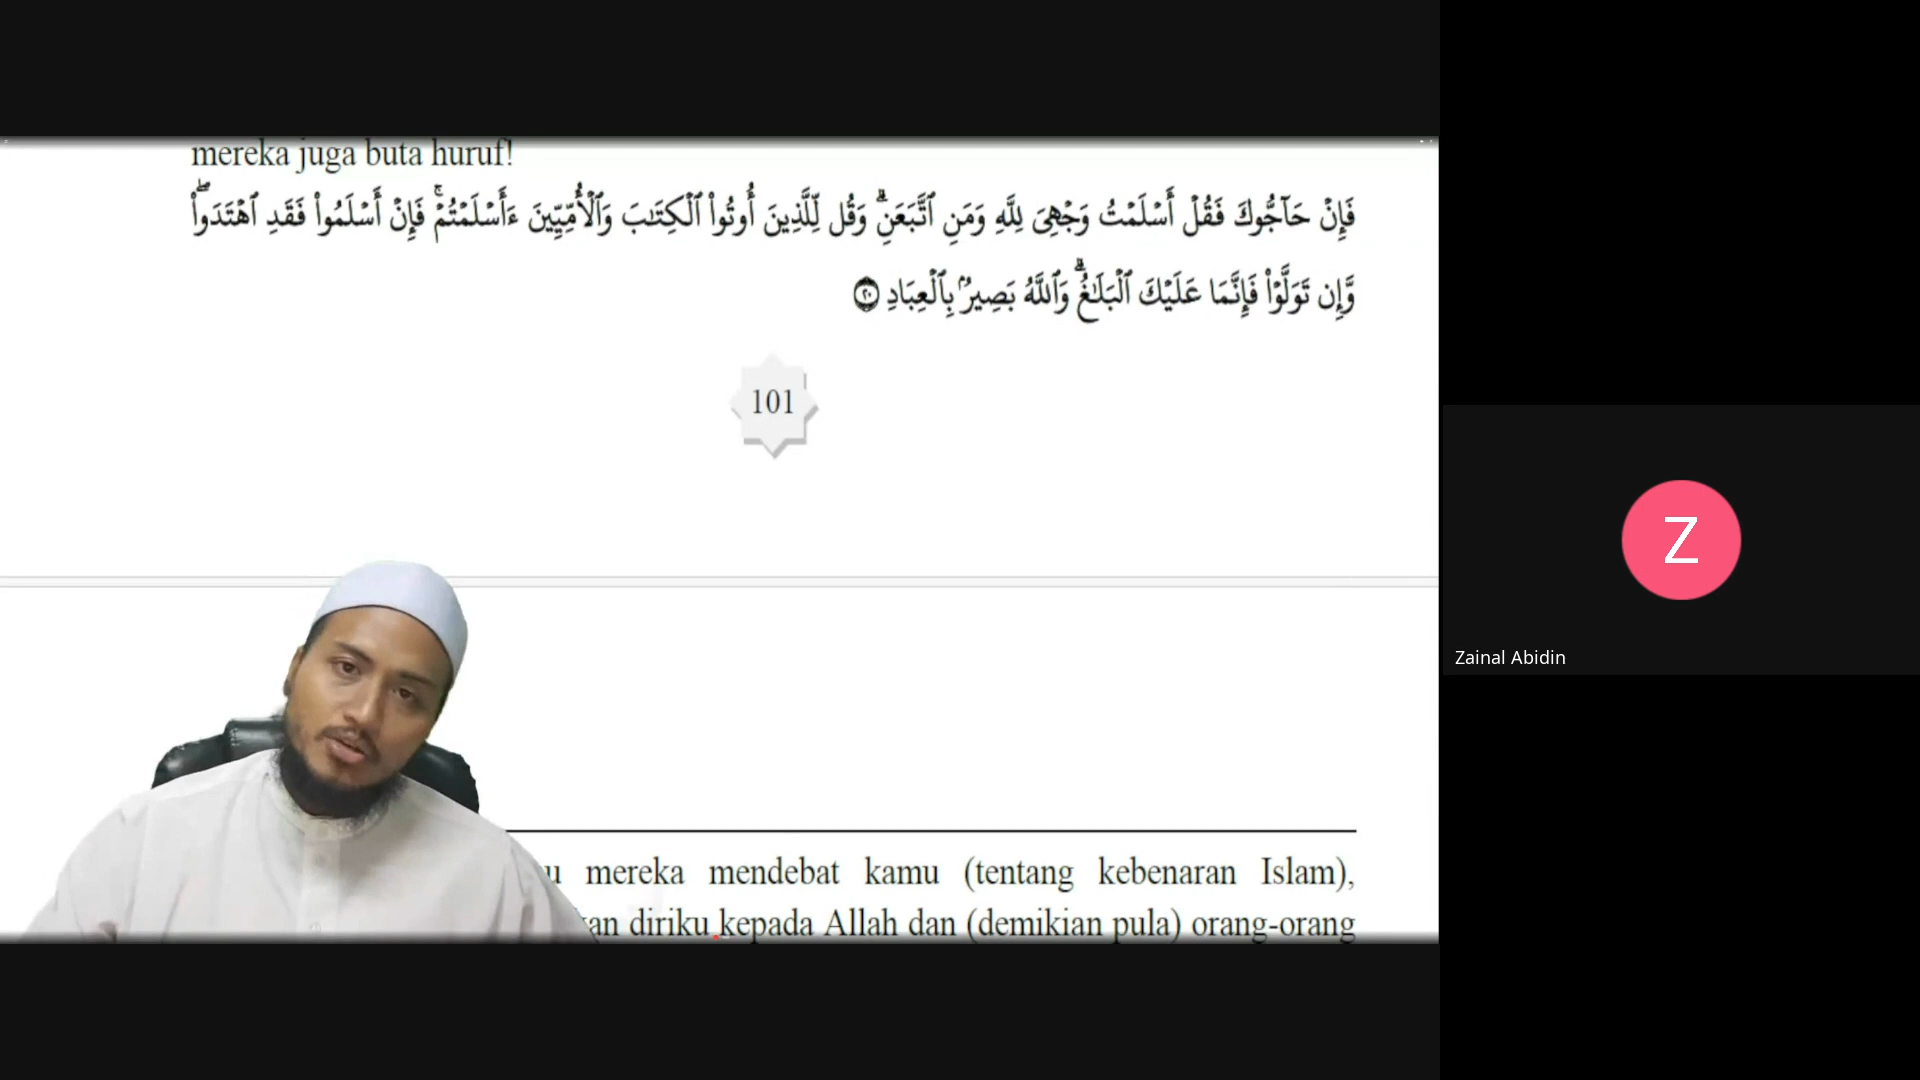 mereka juga buta huruf!
فَإِنۡ حَآجُّوكَ فَقُلۡ أَسۡلَمۡتُ وَجۡهِيَ لِلَّهِ وَمَنِ ٱتَّبَعَنِۗ وَقُل لِّلَّذِينَ أُوتُواْ ٱلۡكِتَٰبَ وَٱلۡأُمِّيِّـۧنَ ءَأَسۡلَمۡتُمۡۚ فَإِنۡ أَسۡلَمُواْ فَقَدِ ٱهۡتَدَواْۖ
وَّإِن تَوَلَّوۡاْ فَإِنَّمَا عَلَيۡكَ ٱلۡبَلَٰغُۗ وَٱللَّهُ بَصِيرُۢ بِٱلۡعِبَادِ ٢٠
101
mereka mendebat kamu (tentang kebenaran Islam),
diriku kepada Allah dan (demikian pula) orang-orang
Z
Zainal Abidin